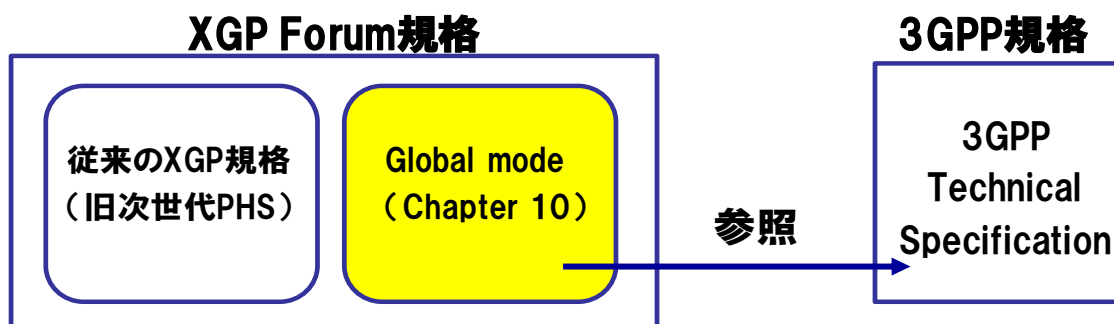 XGP Forum規格
従来のXGP規格
（旧次世代PHS）
Global mode
（Chapter 10）
参照
3GPP規格
3GPP
Technical
Specification